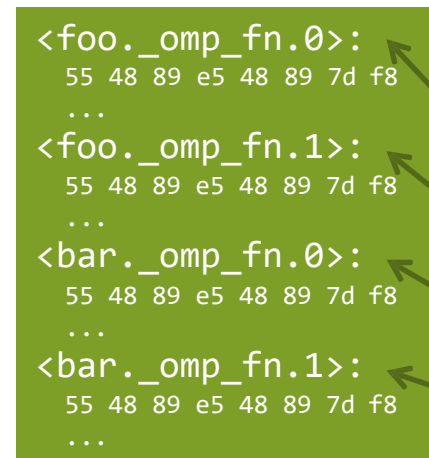 <foo._omp_fn.0>:
55 48 89 e5 48 89 7d f8
...
<foo._omp_fn.1>:
55 48 89 e5 48 89 7d f8
...
<bar._omp_fn.0>:
55 48 89 e5 48 89 7d f8
...
<bar._omp_fn.1>:
55 48 89 e5 48 89 7d f8
...